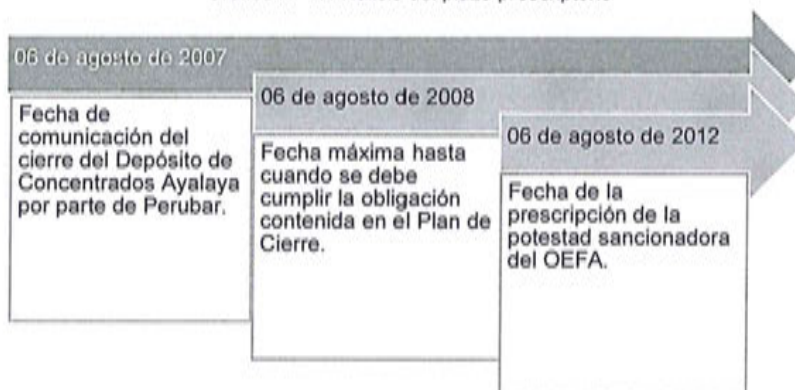 06 de agosto de 2007
Fecha de
comunicación del
cierre del Depósito de
Concentrados Ayalaya
por parte de Perubar.
06 de agosto de 2008
Fecha máxima hasta
cuando se debe
cumplir la obligación
contenida en el Plan de
Cierre.
06 de agosto de 2012
Fecha de la
prescripción de la
potestad sancionadora
del OEFA.